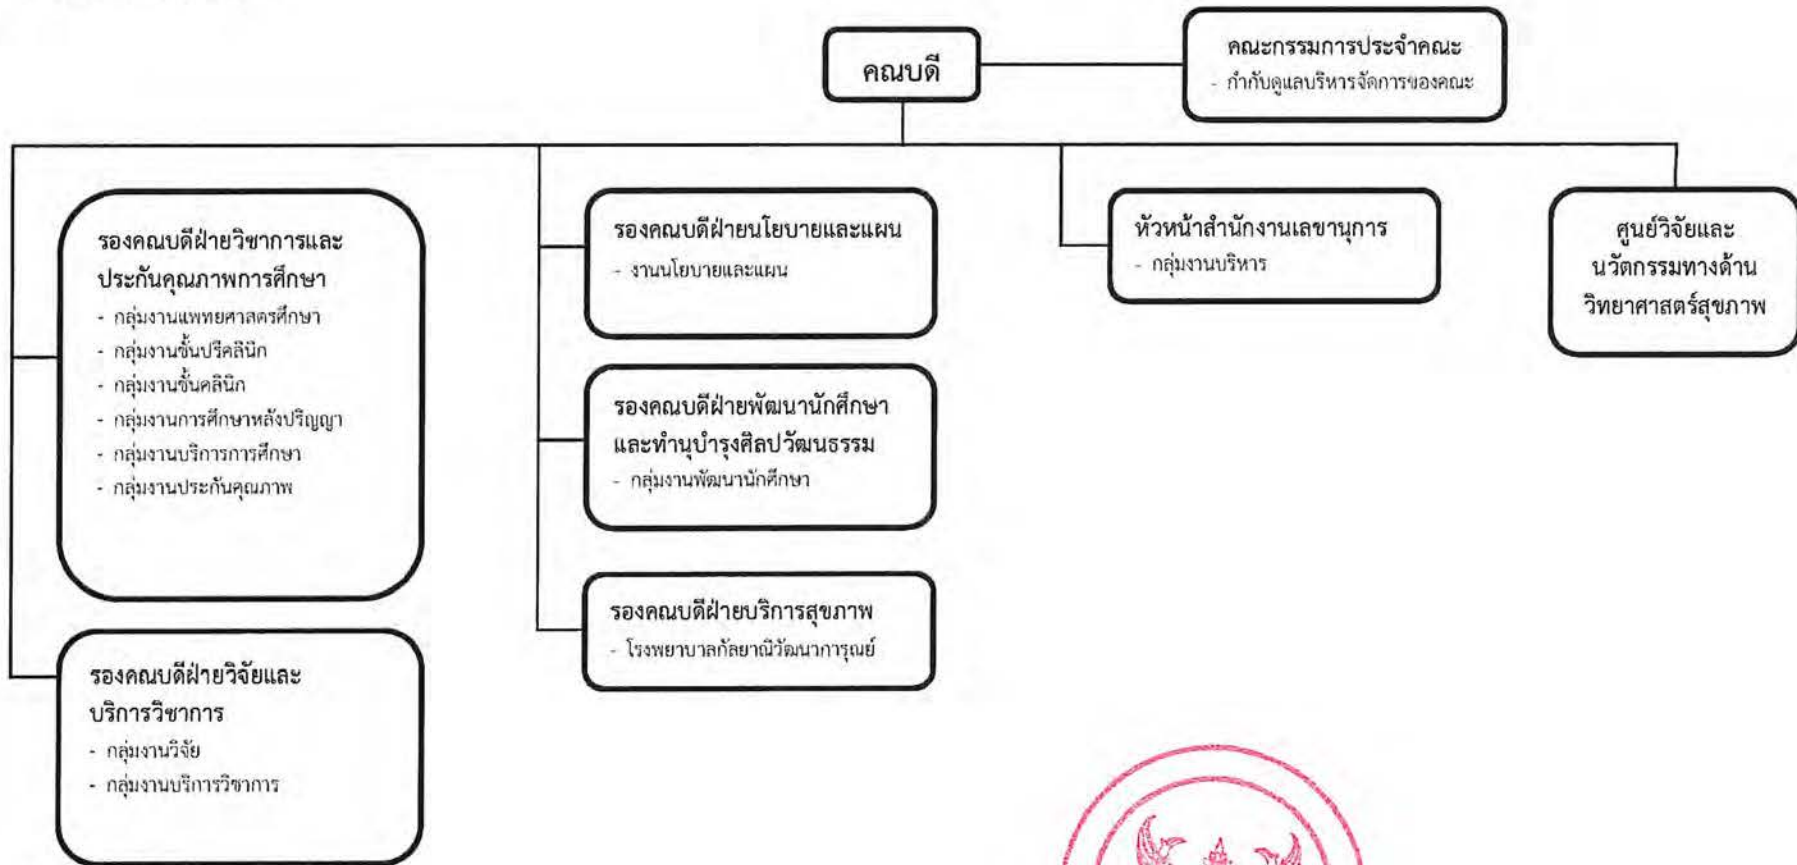 คณบดี
คณะกรรมการประจำคณะ
- กำกับดูแลบริหารจัดการของคณะ
รองคณบดีฝ่ายวิชาการและ
ประกันคุณภาพการศึกษา
- กลุ่มงานแพทยศาสตรศึกษา
- กลุ่มงานชั้นปรีคลินิก
- กลุ่มงานชั้นคลินิก
- กลุ่มงานการศึกษาหลังปริญญา
- กลุ่มงานบริการการศึกษา
- กลุ่มงานประกันคุณภาพ
รองคณบดีฝ่ายวิจัยและ
บริการวิชาการ
- กลุ่มงานวิจัย
- กลุ่มงานบริการวิชาการ
รองคณบดีฝ่ายนโยบายและแผน
- งานนโยบายและแผน
รองคณบดีฝ่ายพัฒนานักศึกษา
และทำนุบำรุงศิลปวัฒนธรรม
- กลุ่มงานพัฒนานักศึกษา
รองคณบดีฝ่ายบริการสุขภาพ
- โรงพยาบาลกัลยาณิวัฒนาการุณย์
หัวหน้าสำนักงานเลขานุการ
- กลุ่มงานบริหาร
ศูนย์วิจัยและ
นวัตกรรมทางด้าน
วิทยาศาสตร์สุขภาพ